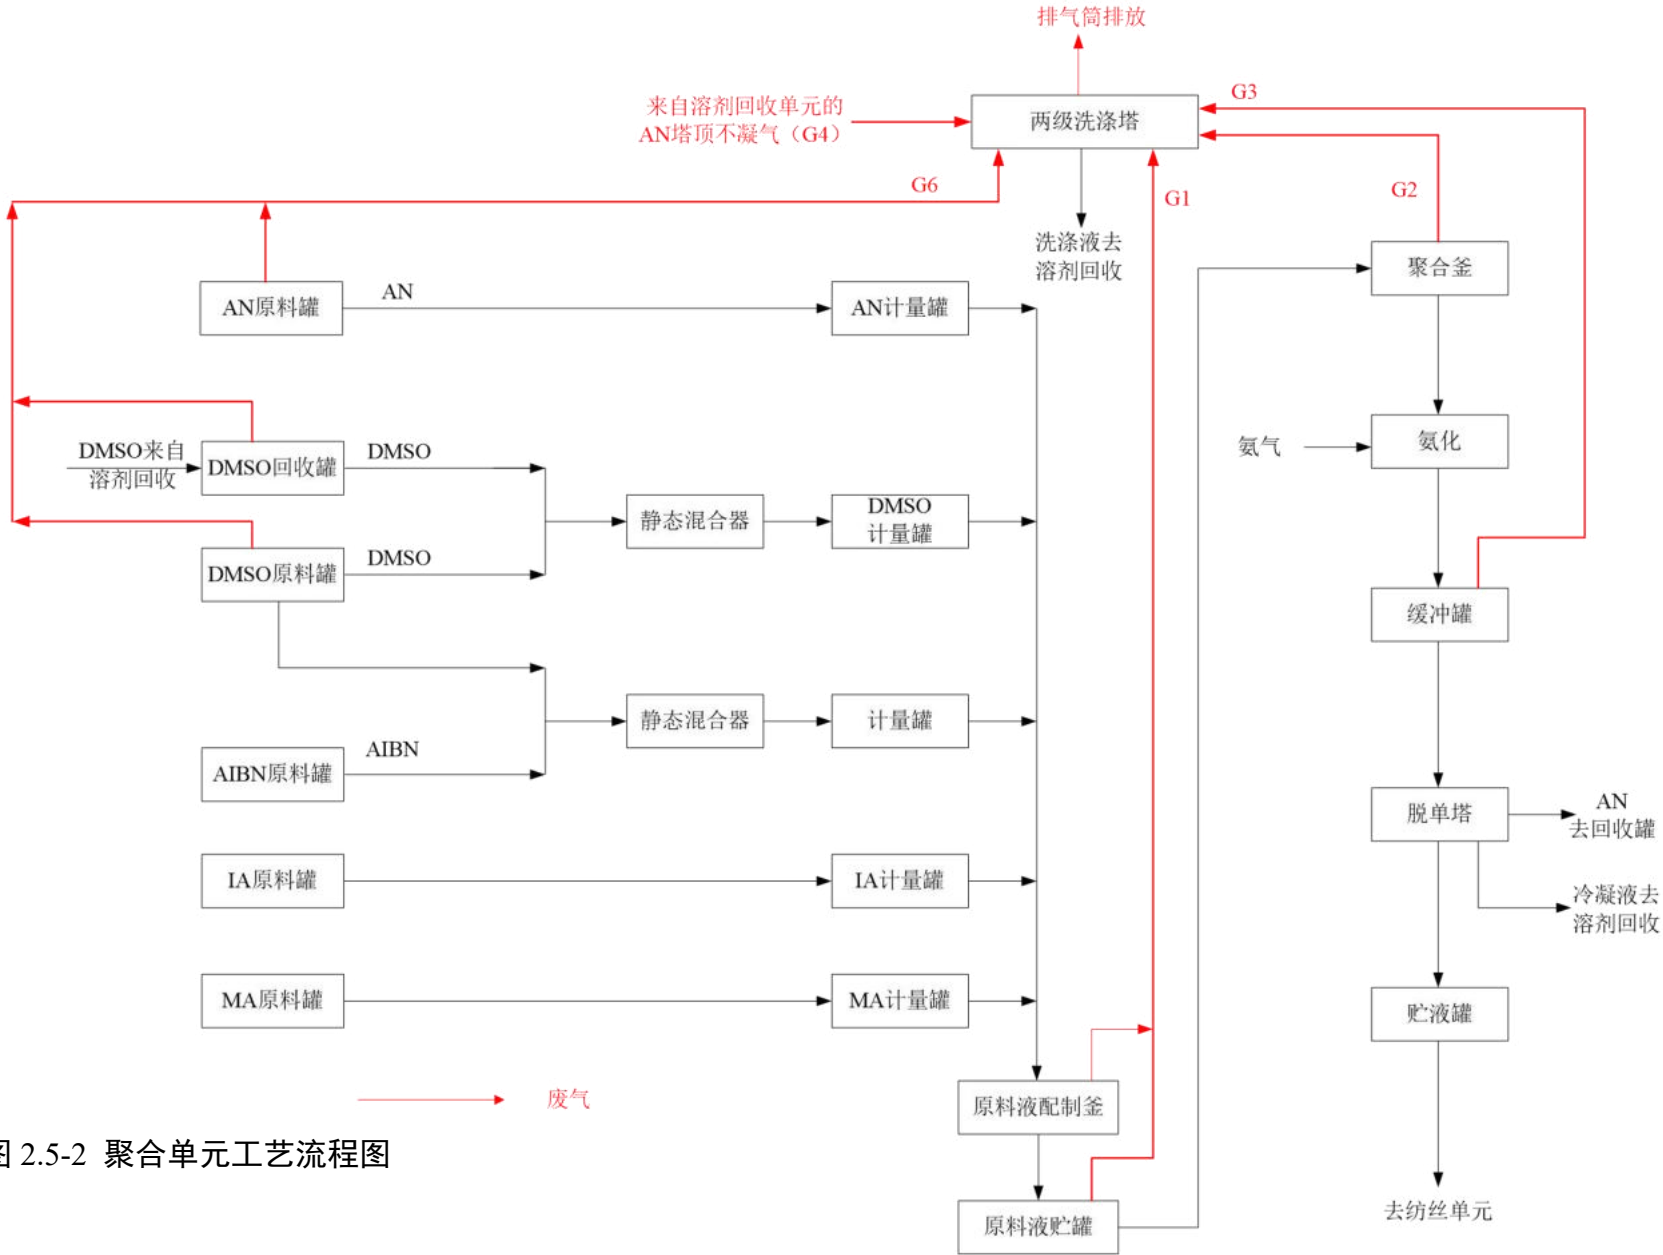 排气筒排放
来自溶剂回收单元的
AN塔顶不凝气（G4）
两级洗涤塔
G3
G6
G1
G2
洗涤液去
溶剂回收
聚合釜
AN原料罐
AN
AN计量罐
DMSO来自
溶剂回收
DMSO回收罐
DMSO
氨气
氨化
静态混合器
DMSO
计量罐
DMSO原料罐
DMSO
缓冲罐
静态混合器
计量罐
AIBN原料罐
AIBN
脱单塔
AN
去回收罐
IA原料罐
IA计量罐
冷凝液去
溶剂回收
MA原料罐
MA计量罐
贮液罐
废气
原料液配制釜
图 2.5-2 聚合单元工艺流程图
原料液贮罐
去纺丝单元